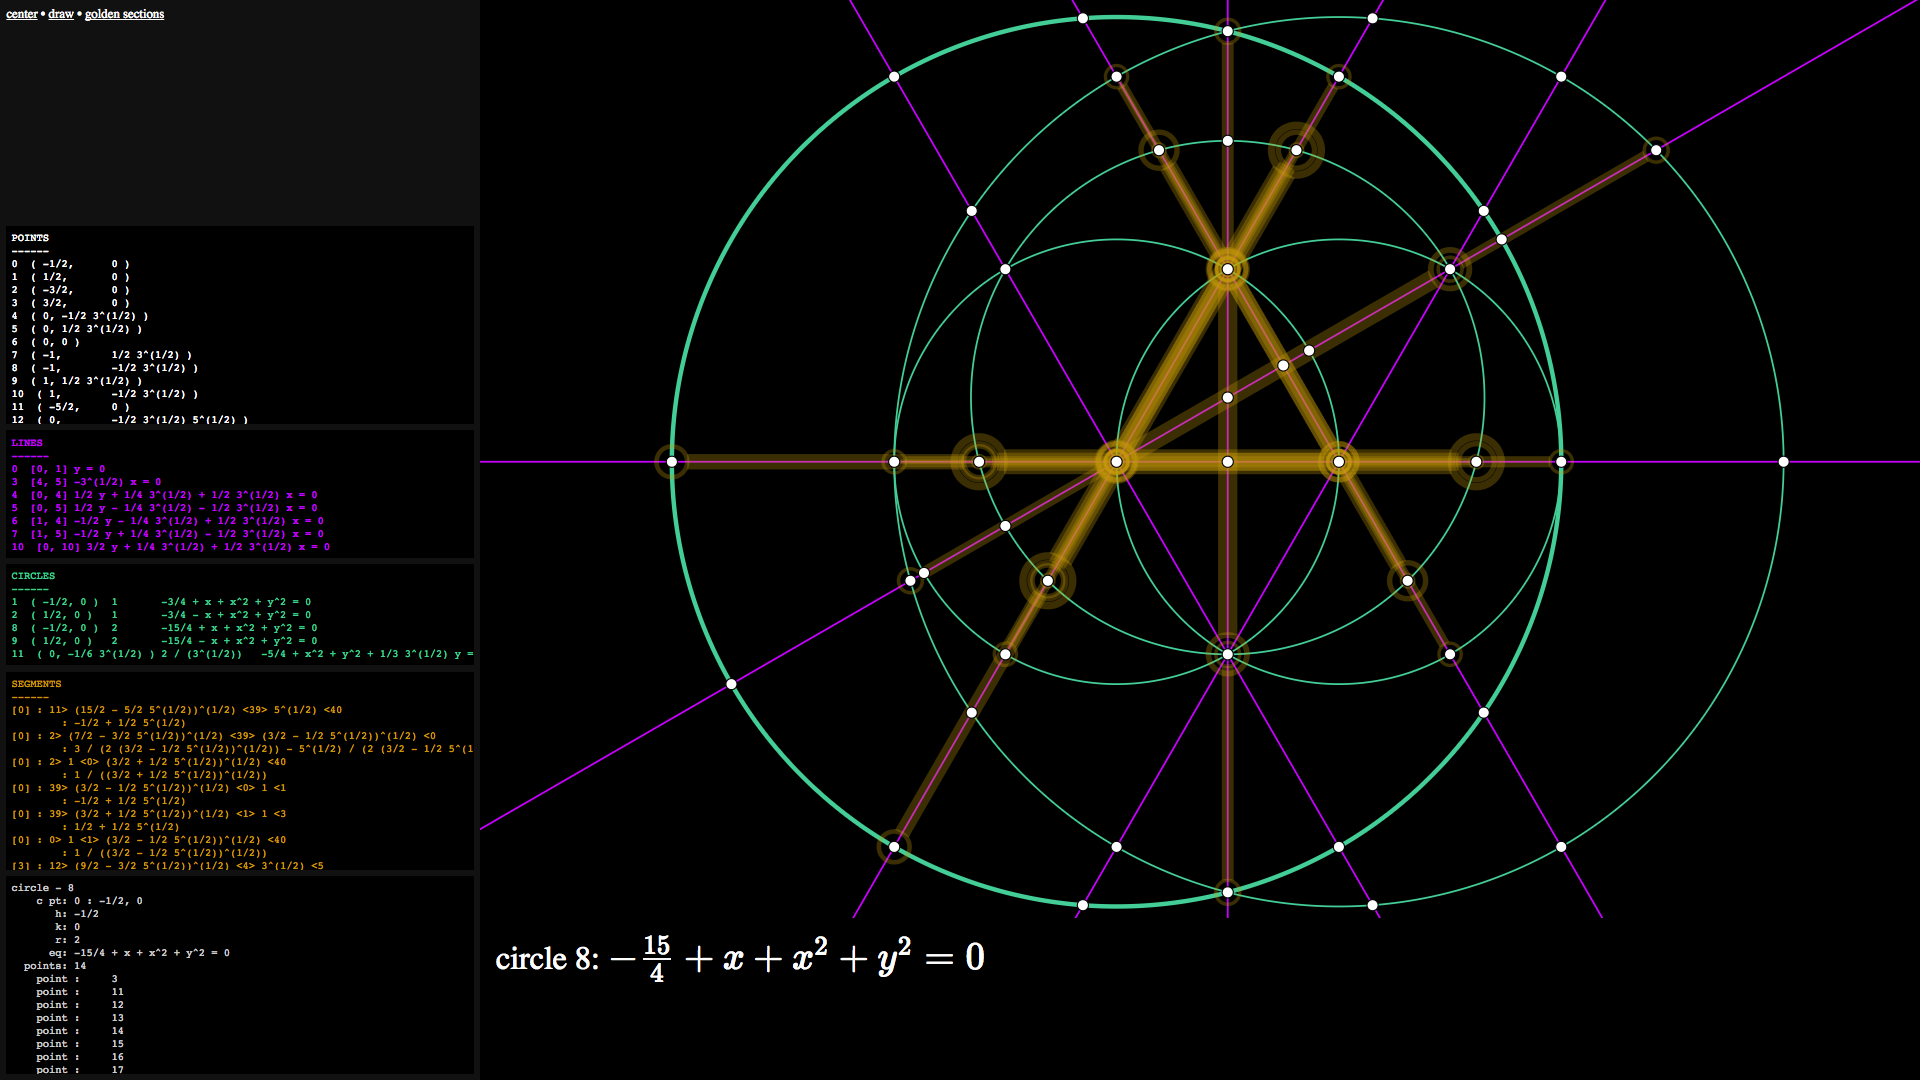 center • draw • golden sections
POINTS
------
0 ( -1/2, 0 )
1 ( 1/2, 0 )
2 ( -3/2, 0 )
3 ( 3/2, 0 )
4 ( 0, -1/2 3^(1/2) )
5 ( 0, 1/2 3^(1/2) )
6 ( 0, 0 )
7 ( -1, 1/2 3^(1/2) )
8 ( -1, -1/2 3^(1/2) )
9 ( 1, 1/2 3^(1/2) )
10 ( 1, -1/2 3^(1/2) )
11 ( -5/2, 0 )
12 ( 0, -1/2 3^(1/2) 5^(1/2) )
LINES
------
0 [0, 1] y = 0
3 [4, 5] -3^(1/2) x = 0
4 [0, 4] 1/2 y + 1/4 3^(1/2) + 1/2 3^(1/2) x = 0
5 [0, 5] 1/2 y - 1/4 3^(1/2) - 1/2 3^(1/2) x = 0
6 [1, 4] -1/2 y - 1/4 3^(1/2) + 1/2 3^(1/2) x = 0
7 [1, 5] -1/2 y + 1/4 3^(1/2) - 1/2 3^(1/2) x = 0
10 [0, 10] 3/2 y + 1/4 3^(1/2) + 1/2 3^(1/2) x = 0
CIRCLES
------
1 ( -1/2, 0 ) 1 -3/4 + x + x^2 + y^2 = 0
2 ( 1/2, 0 ) 1 -3/4 - x + x^2 + y^2 = 0
8 ( -1/2, 0 ) 2 -15/4 + x + x^2 + y^2 = 0
9 ( 1/2, 0 ) 2 -15/4 - x + x^2 + y^2 = 0
11 ( 0, -1/6 3^(1/2) ) 2 / (3^(1/2)) -5/4 + x^2 + y^2 + 1/3 3^(1/2) y =
SEGMENTS
------
[0] : 11> (15/2 - 5/2 5^(1/2))^(1/2) <39> 5^(1/2) <40
: -1/2 + 1/2 5^(1/2)
[0] : 2> (7/2 - 3/2 5^(1/2))^(1/2) <39> (3/2 - 1/2 5^(1/2))^(1/2) <0
: 3 / (2 (3/2 - 1/2 5^(1/2))^(1/2)) - 5^(1/2) / (2 (3/2 - 1/2 5^(1
[0] : 2> 1 <0> (3/2 + 1/2 5^(1/2))^(1/2) <40
: 1 / ((3/2 + 1/2 5^(1/2))^(1/2))
[0] : 39> (3/2 - 1/2 5^(1/2))^(1/2) <0> 1 <1
: -1/2 + 1/2 5^(1/2)
[0] : 39> (3/2 + 1/2 5^(1/2))^(1/2) <1> 1 <3
: 1/2 + 1/2 5^(1/2)
[0] : 0> 1 <1> (3/2 - 1/2 5^(1/2))^(1/2) <40
: 1 / ((3/2 - 1/2 5^(1/2))^(1/2))
[3] : 12> (9/2 - 3/2 5^(1/2))^(1/2) <4> 3^(1/2) <5
circle - 8
c pt: 0 : -1/2, 0
h: -1/2
k: 0
r: 2
eq: -15/4 + x + x^2 + y^2 = 0
points: 14
point : 3
point : 11
point : 12
point : 13
point : 14
point : 15
point : 16
point : 17
circle 8: −15/4 + x + x² + y² = 0